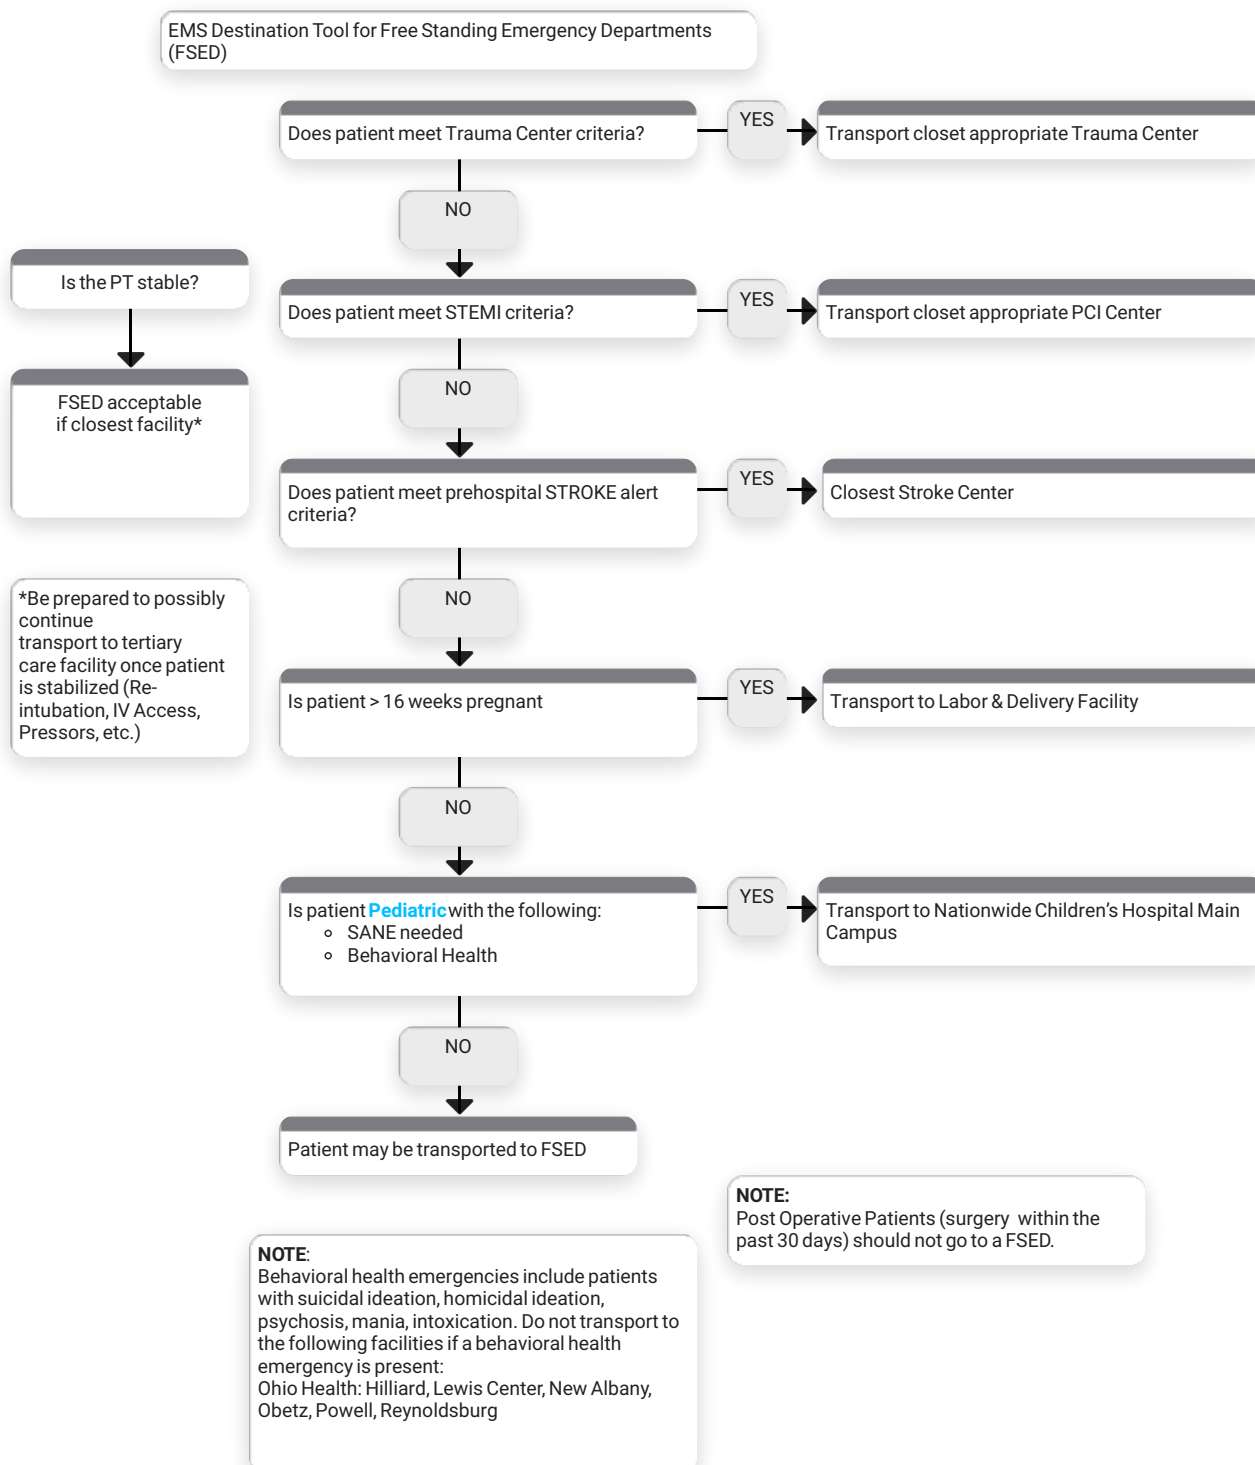 EMS Destination Tool for Free Standing Emergency Departments
(FSED)
Does patient meet Trauma Center criteria?
YES
Transport closet appropriate Trauma Center
NO
Is the PT stable?
Does patient meet STEMI criteria?
YES
Transport closet appropriate PCI Center
FSED acceptable
if closest facility*
NO
Does patient meet prehospital STROKE alert
criteria?
YES
Closest Stroke Center
*Be prepared to possibly
continue
transport to tertiary
care facility once patient
is stabilized (Re-
intubation, IV Access,
Pressors, etc.)
NO
Is patient > 16 weeks pregnant
YES
Transport to Labor & Delivery Facility
NO
Is patient Pediatric with the following:
SANE needed
Behavioral Health
YES
Transport to Nationwide Children's Hospital Main
Campus
NO
Patient may be transported to FSED
NOTE:
Post Operative Patients (surgery within the
past 30 days) should not go to a FSED.
NOTE:
Behavioral health emergencies include patients
with suicidal ideation, homicidal ideation,
psychosis, mania, intoxication. Do not transport to
the following facilities if a behavioral health
emergency is present:
Ohio Health: Hilliard, Lewis Center, New Albany,
Obetz, Powell, Reynoldsburg